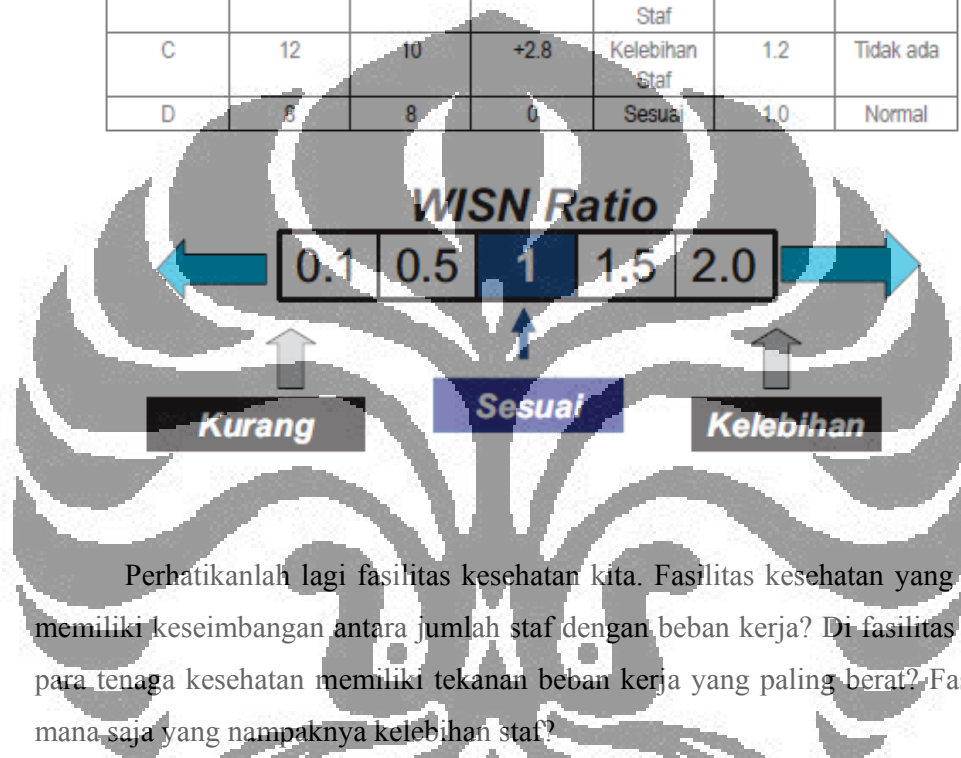 Staf
C 12 10 +2.8 Kelebihan 1.2 Tidak ada
Staf
D 8 8 0 Sesuai 1.0 Normal
WISN Ratio
0.1 0.5 1 1.5 2.0
Kurang Sesuai Kelebihan
Perhatikanlah lagi fasilitas kesehatan kita. Fasilitas kesehatan yang
memiliki keseimbangan antara jumlah staf dengan beban kerja? Di fasilitas
para tenaga kesehatan memiliki tekanan beban kerja yang paling berat? Fas
mana saja yang nampaknya kelebihan staf?